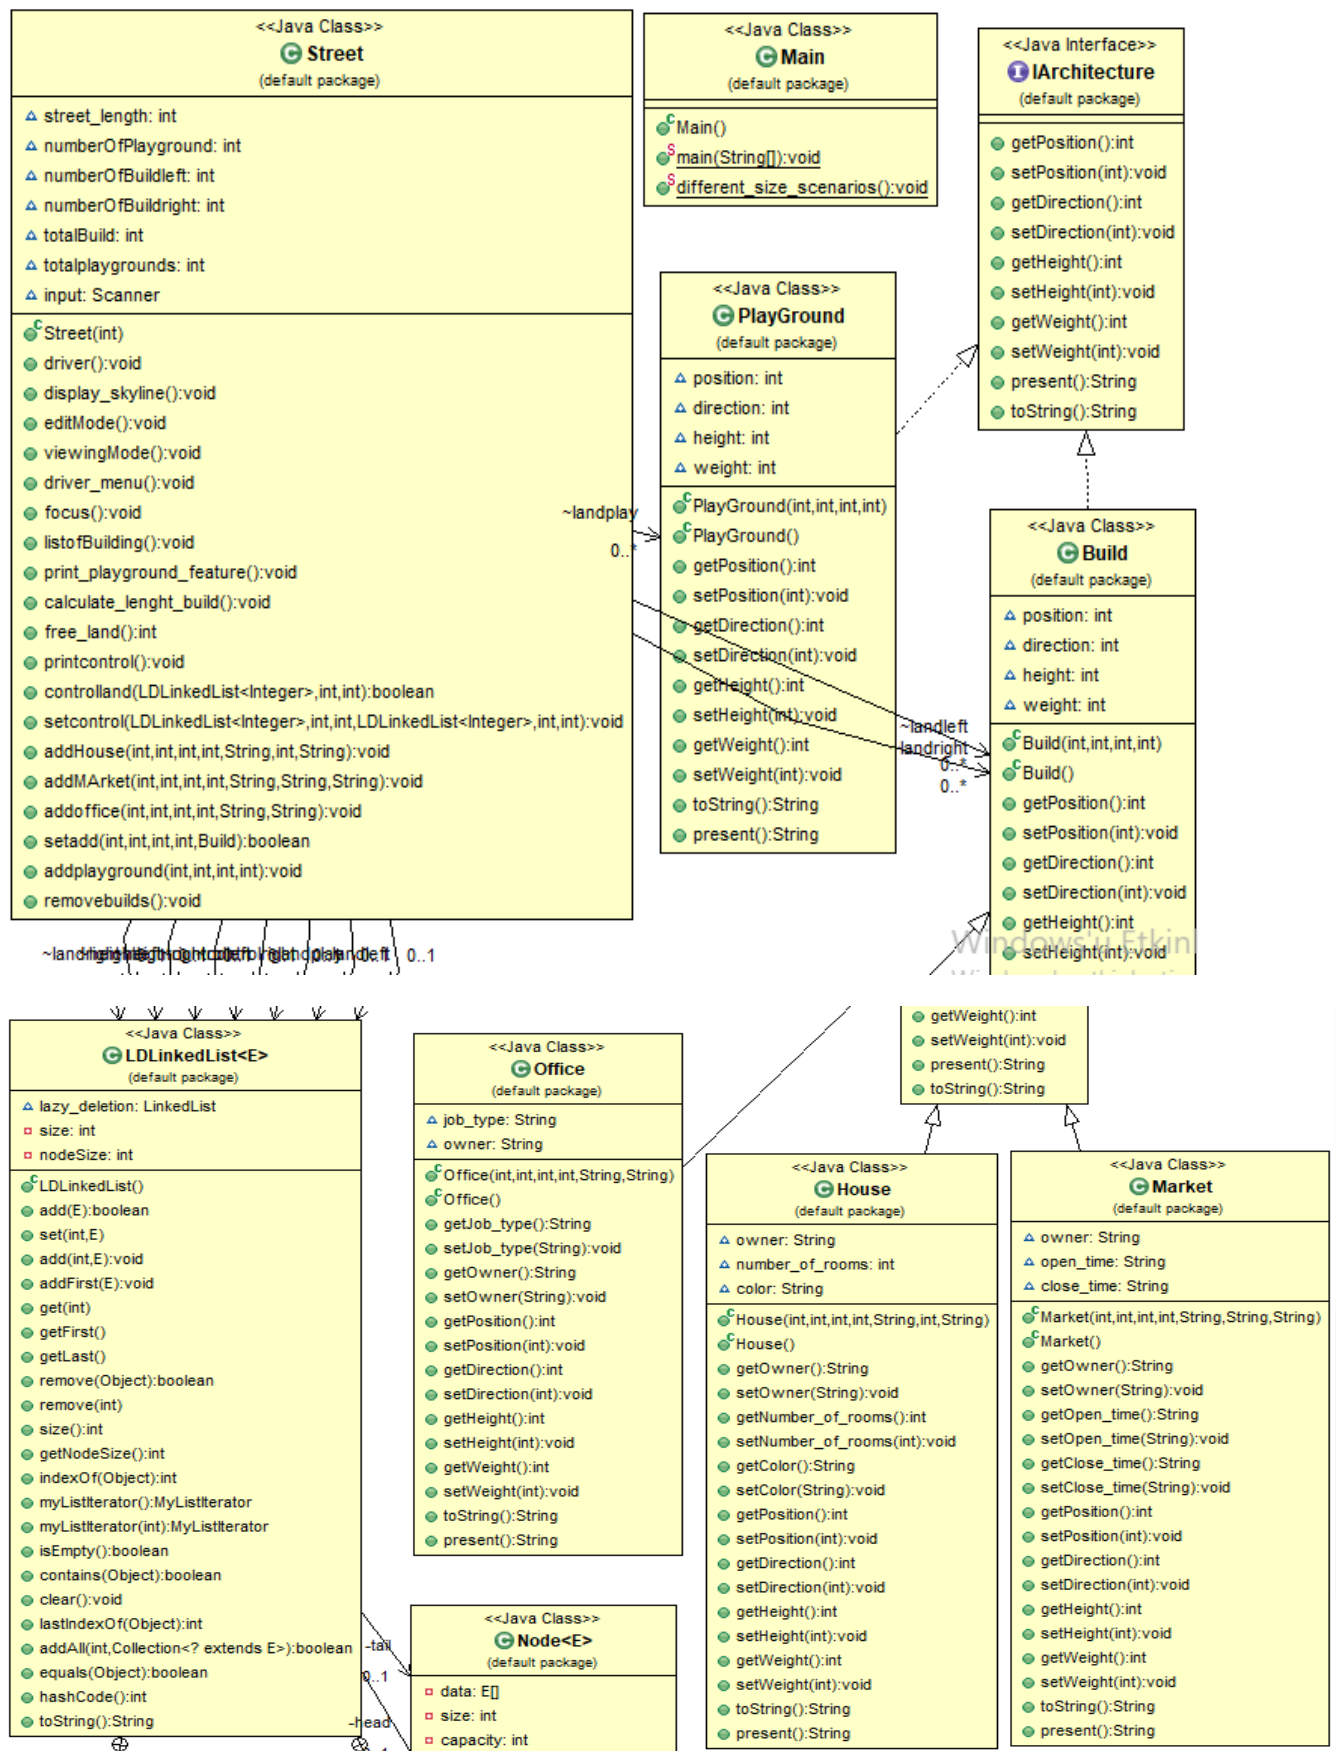 <<Java Class>>
Street
(default package)
street_length: int
numberOfPlayground: int
numberOfBuildleft: int
numberOfBuildright: int
totalBuild: int
totalplaygrounds: int
input: Scanner
Street(int)
driver():void
display_skyline():void
editMode():void
viewingMode():void
driver_menu():void
focus():void
listofBuilding():void
print_playground_feature():void
calculate_lenght_build():void
free_land():int
printcontrol():void
controlland(LDLinkedList<Integer>,int,int):boolean
setcontrol(LDLinkedList<Integer>,int,int,LDLinkedList<Integer>,int,int):void
addHouse(int,int,int,int,String,int,String):void
addMArket(int,int,int,int,String,String,String):void
addoffice(int,int,int,int,String,String):void
setadd(int,int,int,int,Build):boolean
addplayground(int,int,int,int):void
removebuilds():void
<<Java Class>>
Main
(default package)
Main()
main(String[]):void
different_size_scenarios():void
<<Java Interface>>
IArchitecture
(default package)
getPosition():int
setPosition(int):void
getDirection():int
setDirection(int):void
getHeight():int
setHeight(int):void
getWeight():int
setWeight(int):void
present():String
toString():String
<<Java Class>>
PlayGround
(default package)
position: int
direction: int
height: int
weight: int
PlayGround(int,int,int,int)
PlayGround()
getPosition():int
setPosition(int):void
getDirection():int
setDirection(int):void
getHeight():int
setHeight(int):void
getWeight():int
setWeight(int):void
toString():String
present():String
~landplay
0..*
~landleft
landright
0..*
0..*
<<Java Class>>
Build
(default package)
position: int
direction: int
height: int
weight: int
Build(int,int,int,int)
Build()
getPosition():int
setPosition(int):void
getDirection():int
setDirection(int):void
getHeight():int
setHeight(int):void
Windows'u Etkinl
0..1
<<Java Class>>
LDLinkedList<E>
(default package)
lazy_deletion: LinkedList
size: int
nodeSize: int
LDLinkedList()
add(E):boolean
set(int,E)
add(int,E):void
addFirst(E):void
get(int)
getFirst()
getLast()
remove(Object):boolean
remove(int)
size():int
getNodeSize():int
indexOf(Object):int
myListIterator():MyListIterator
myListIterator(int):MyListIterator
isEmpty():boolean
contains(Object):boolean
clear():void
lastIndexOf(Object):int
addAll(int,Collection<? extends E>):boolean
equals(Object):boolean
hashCode():int
toString():String
-tail
0..1
-head
<<Java Class>>
Office
(default package)
job_type: String
owner: String
Office(int,int,int,int,String,String)
Office()
getJob_type():String
setJob_type(String):void
getOwner():String
setOwner(String):void
getPosition():int
setPosition(int):void
getDirection():int
setDirection(int):void
getHeight():int
setHeight(int):void
getWeight():int
setWeight(int):void
toString():String
present():String
<<Java Class>>
Node<E>
(default package)
data: E[]
size: int
capacity: int
getWeight():int
setWeight(int):void
present():String
toString():String
<<Java Class>>
House
(default package)
owner: String
number_of_rooms: int
color: String
House(int,int,int,int,String,int,String)
House()
getOwner():String
setOwner(String):void
getNumber_of_rooms():int
setNumber_of_rooms(int):void
getColor():String
setColor(String):void
getPosition():int
setPosition(int):void
getDirection():int
setDirection(int):void
getHeight():int
setHeight(int):void
getWeight():int
setWeight(int):void
toString():String
present():String
<<Java Class>>
Market
(default package)
owner: String
open_time: String
close_time: String
Market(int,int,int,int,String,String,String)
Market()
getOwner():String
setOwner(String):void
getOpen_time():String
setOpen_time(String):void
getClose_time():String
setClose_time(String):void
getPosition():int
setPosition(int):void
getDirection():int
setDirection(int):void
getHeight():int
setHeight(int):void
getWeight():int
setWeight(int):void
toString():String
present():String